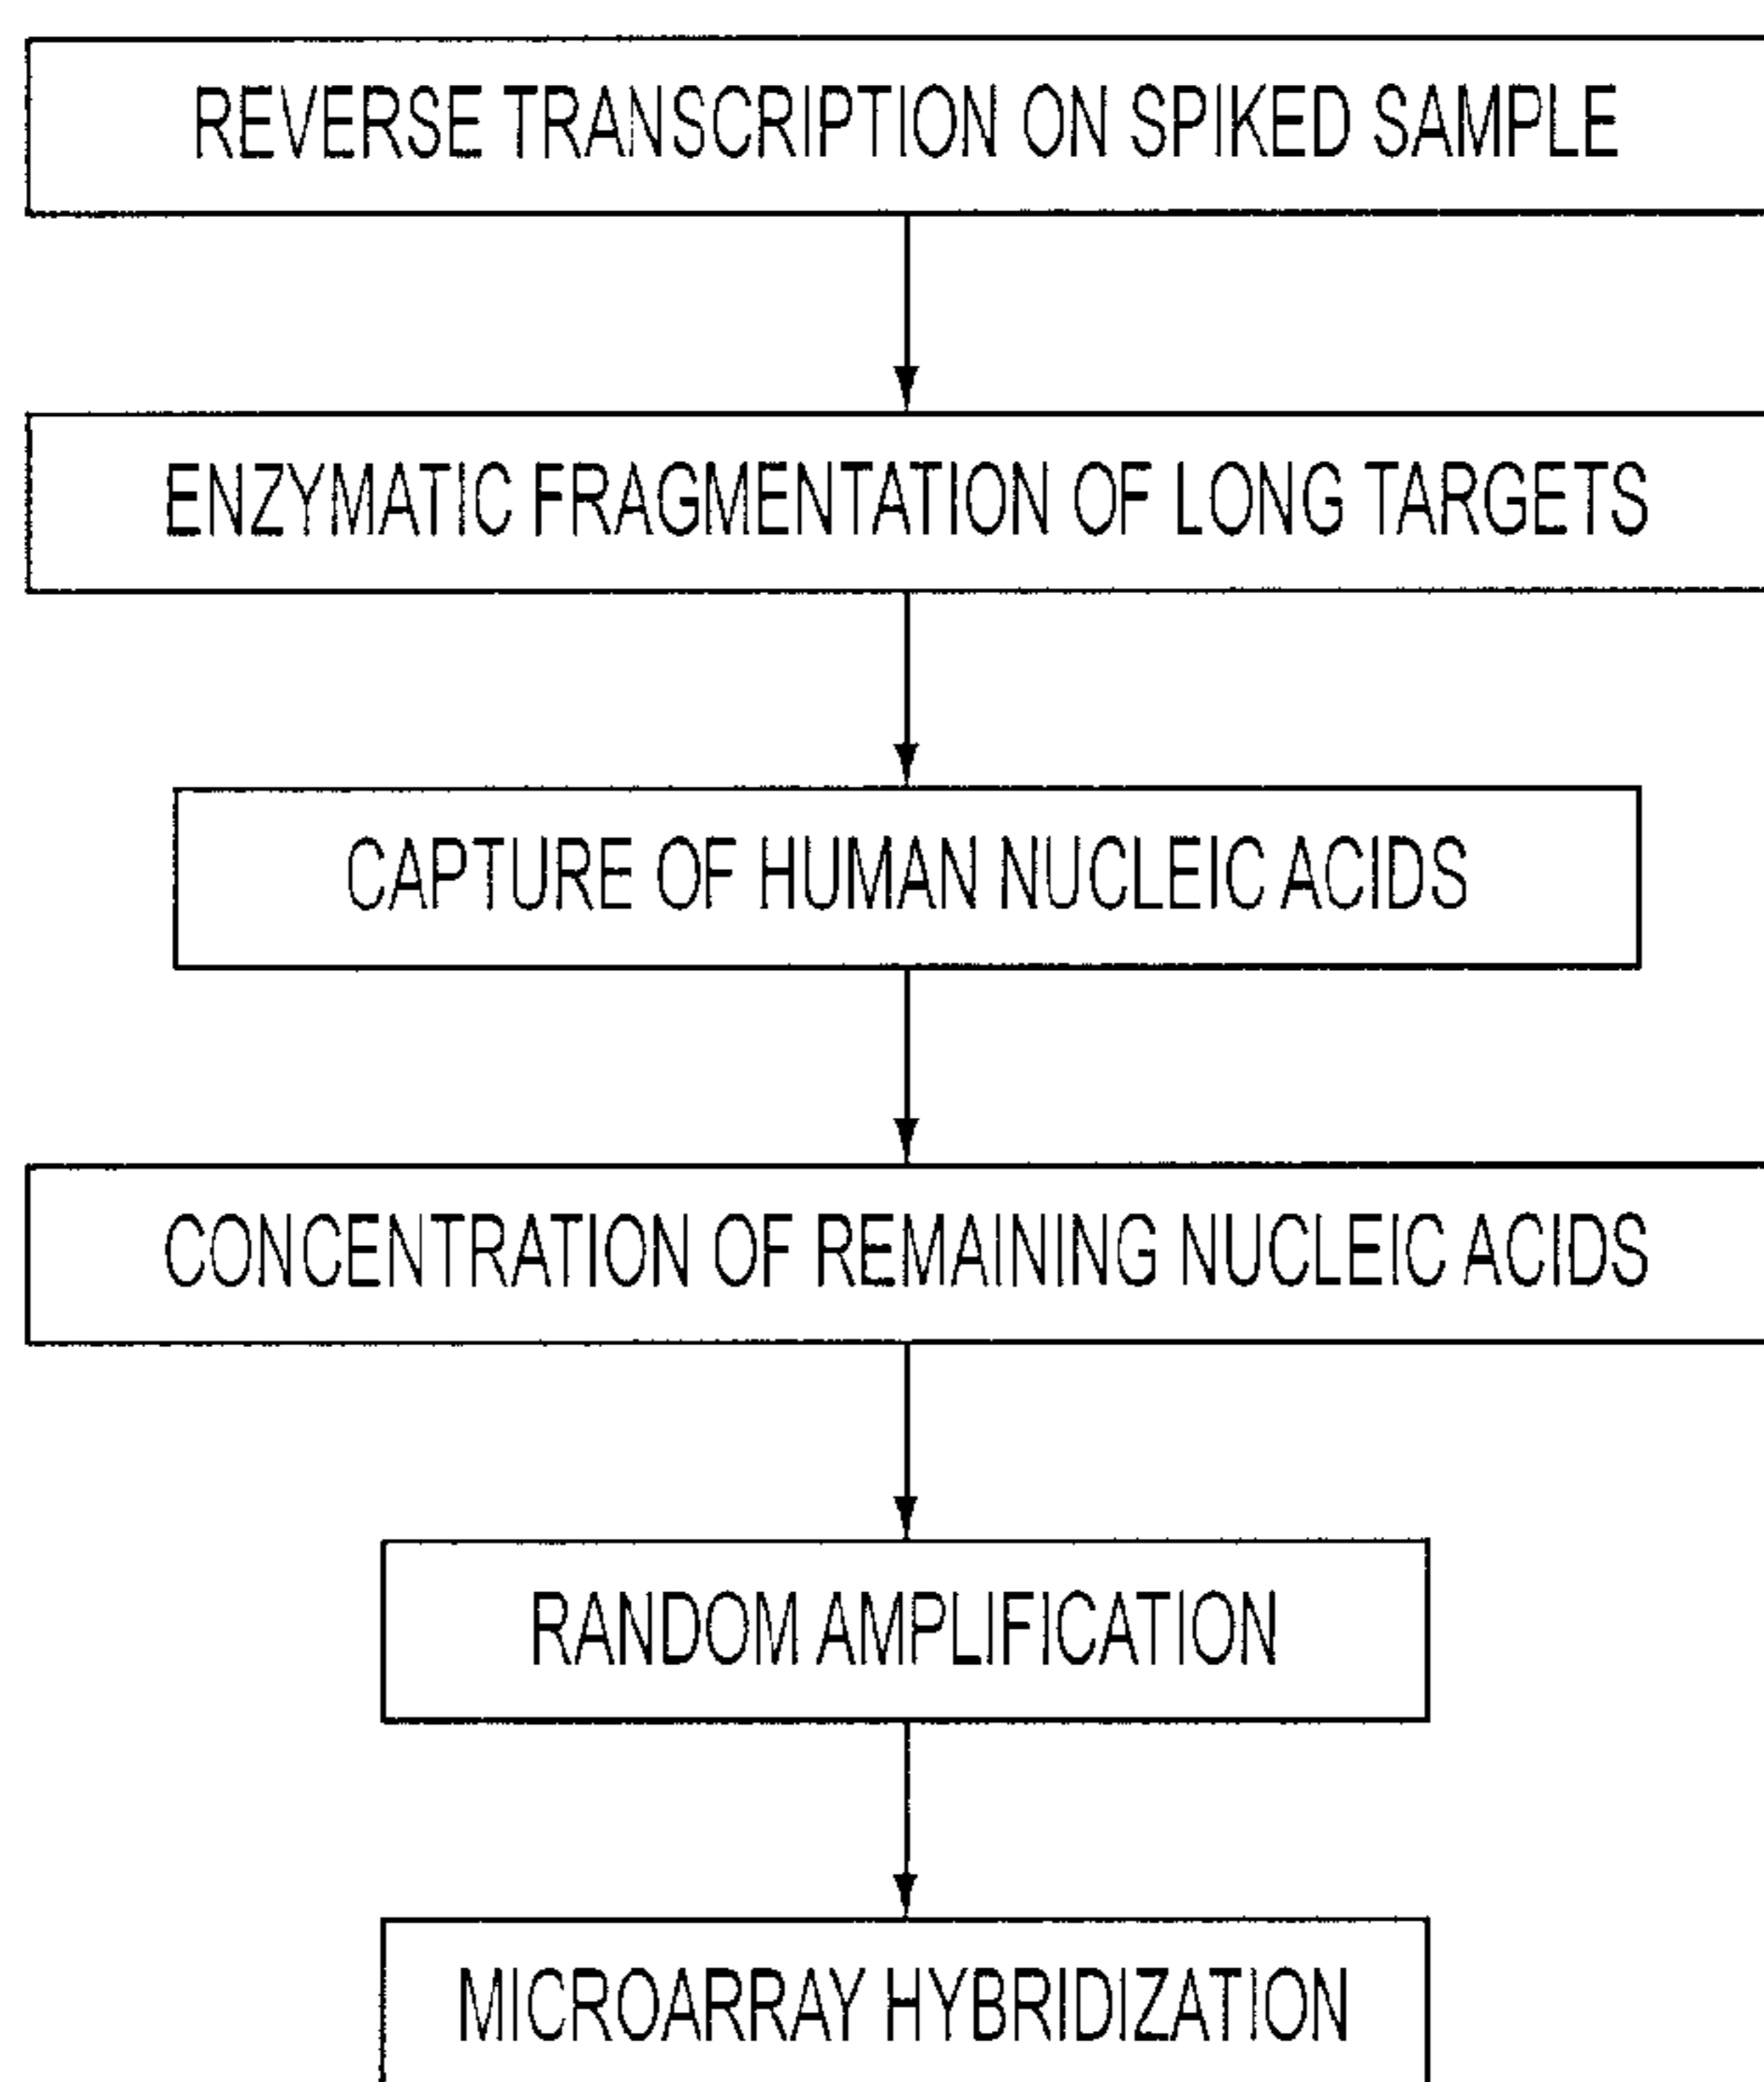 REVERSE TRANSCRIPTION ON SPIKED SAMPLE
ENZYMATIC FRAGMENTATION OF LONG TARGETS
CAPTURE OF HUMAN NUCLEIC ACIDS
CONCENTRATION OF REMAINING NUCLEIC ACIDS
RANDOM AMPLIFICATION
MICROARRAY HYBRIDIZATION